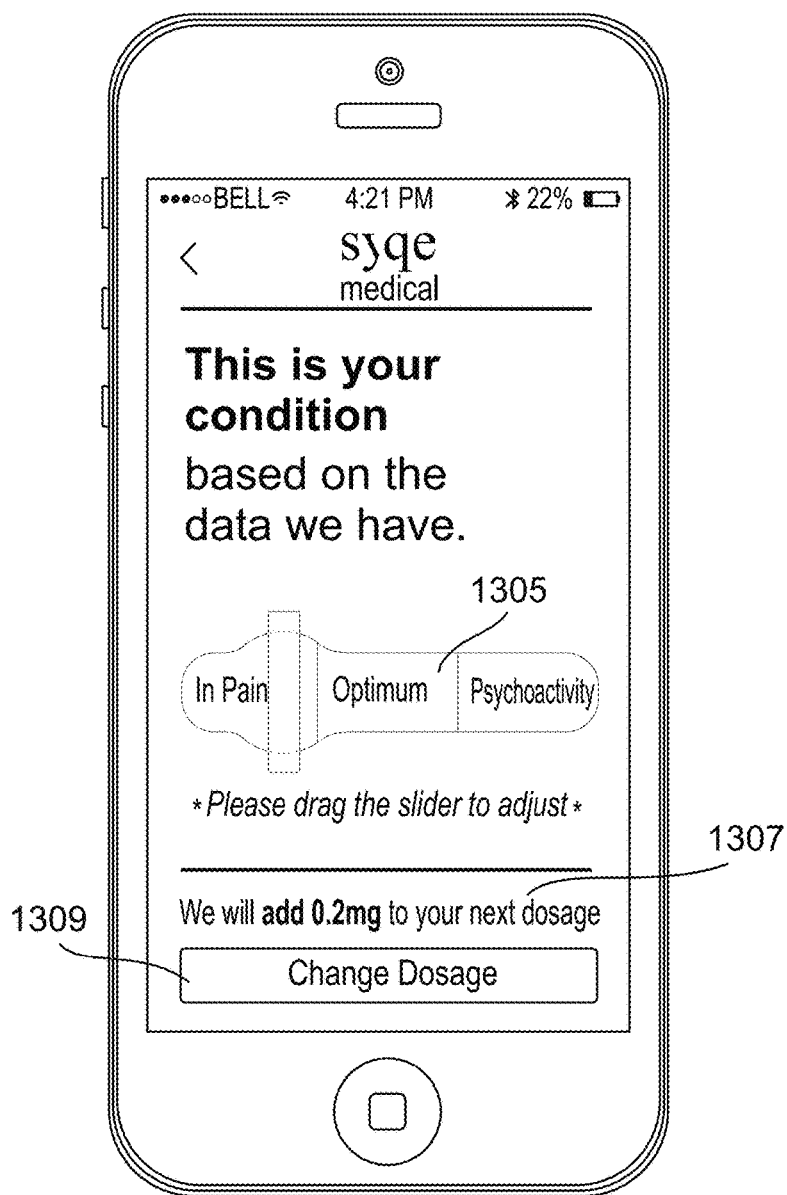 ●●●○○BELL 4:21 PM 22%
<
syqe
medical
This is your
condition
based on the
data we have.
1305
In Pain Optimum Psychoactivity
*Please drag the slider to adjust*
1307
We will add 0.2mg to your next dosage
1309
Change Dosage